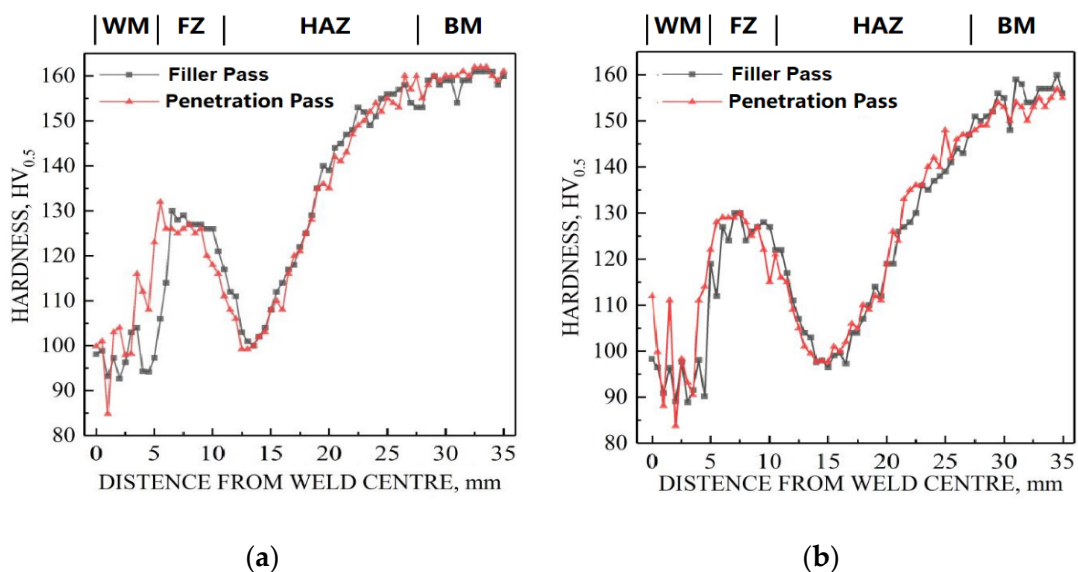 | WM | FZ | HAZ | BM
Filler Pass
Penetration Pass
HARDNESS, HV0.5
160
150
140
130
120
110
100
90
80
0 5 10 15 20 25 30 35
DISTENCE FROM WELD CENTRE, mm
(a)
| WM | FZ | HAZ | BM
Filler Pass
Penetration Pass
HARDNESS, HV0.5
160
150
140
130
120
110
100
90
80
0 5 10 15 20 25 30 35
DISTENCE FROM WELD CENTRE, mm
(b)